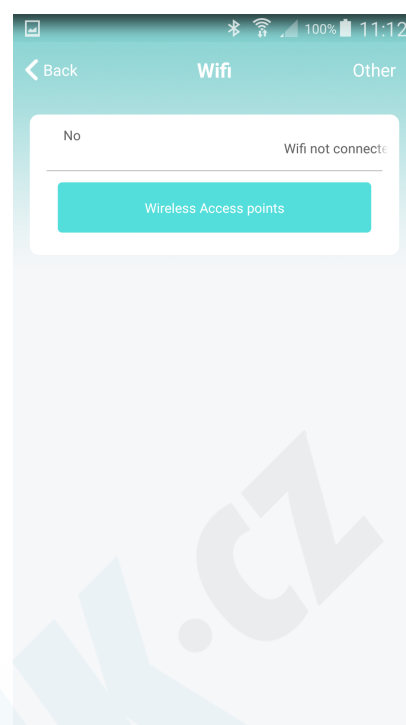 100% 11:12
Back Wifi Other
No
Wifi not connecte
Wireless Access points
K.CZ